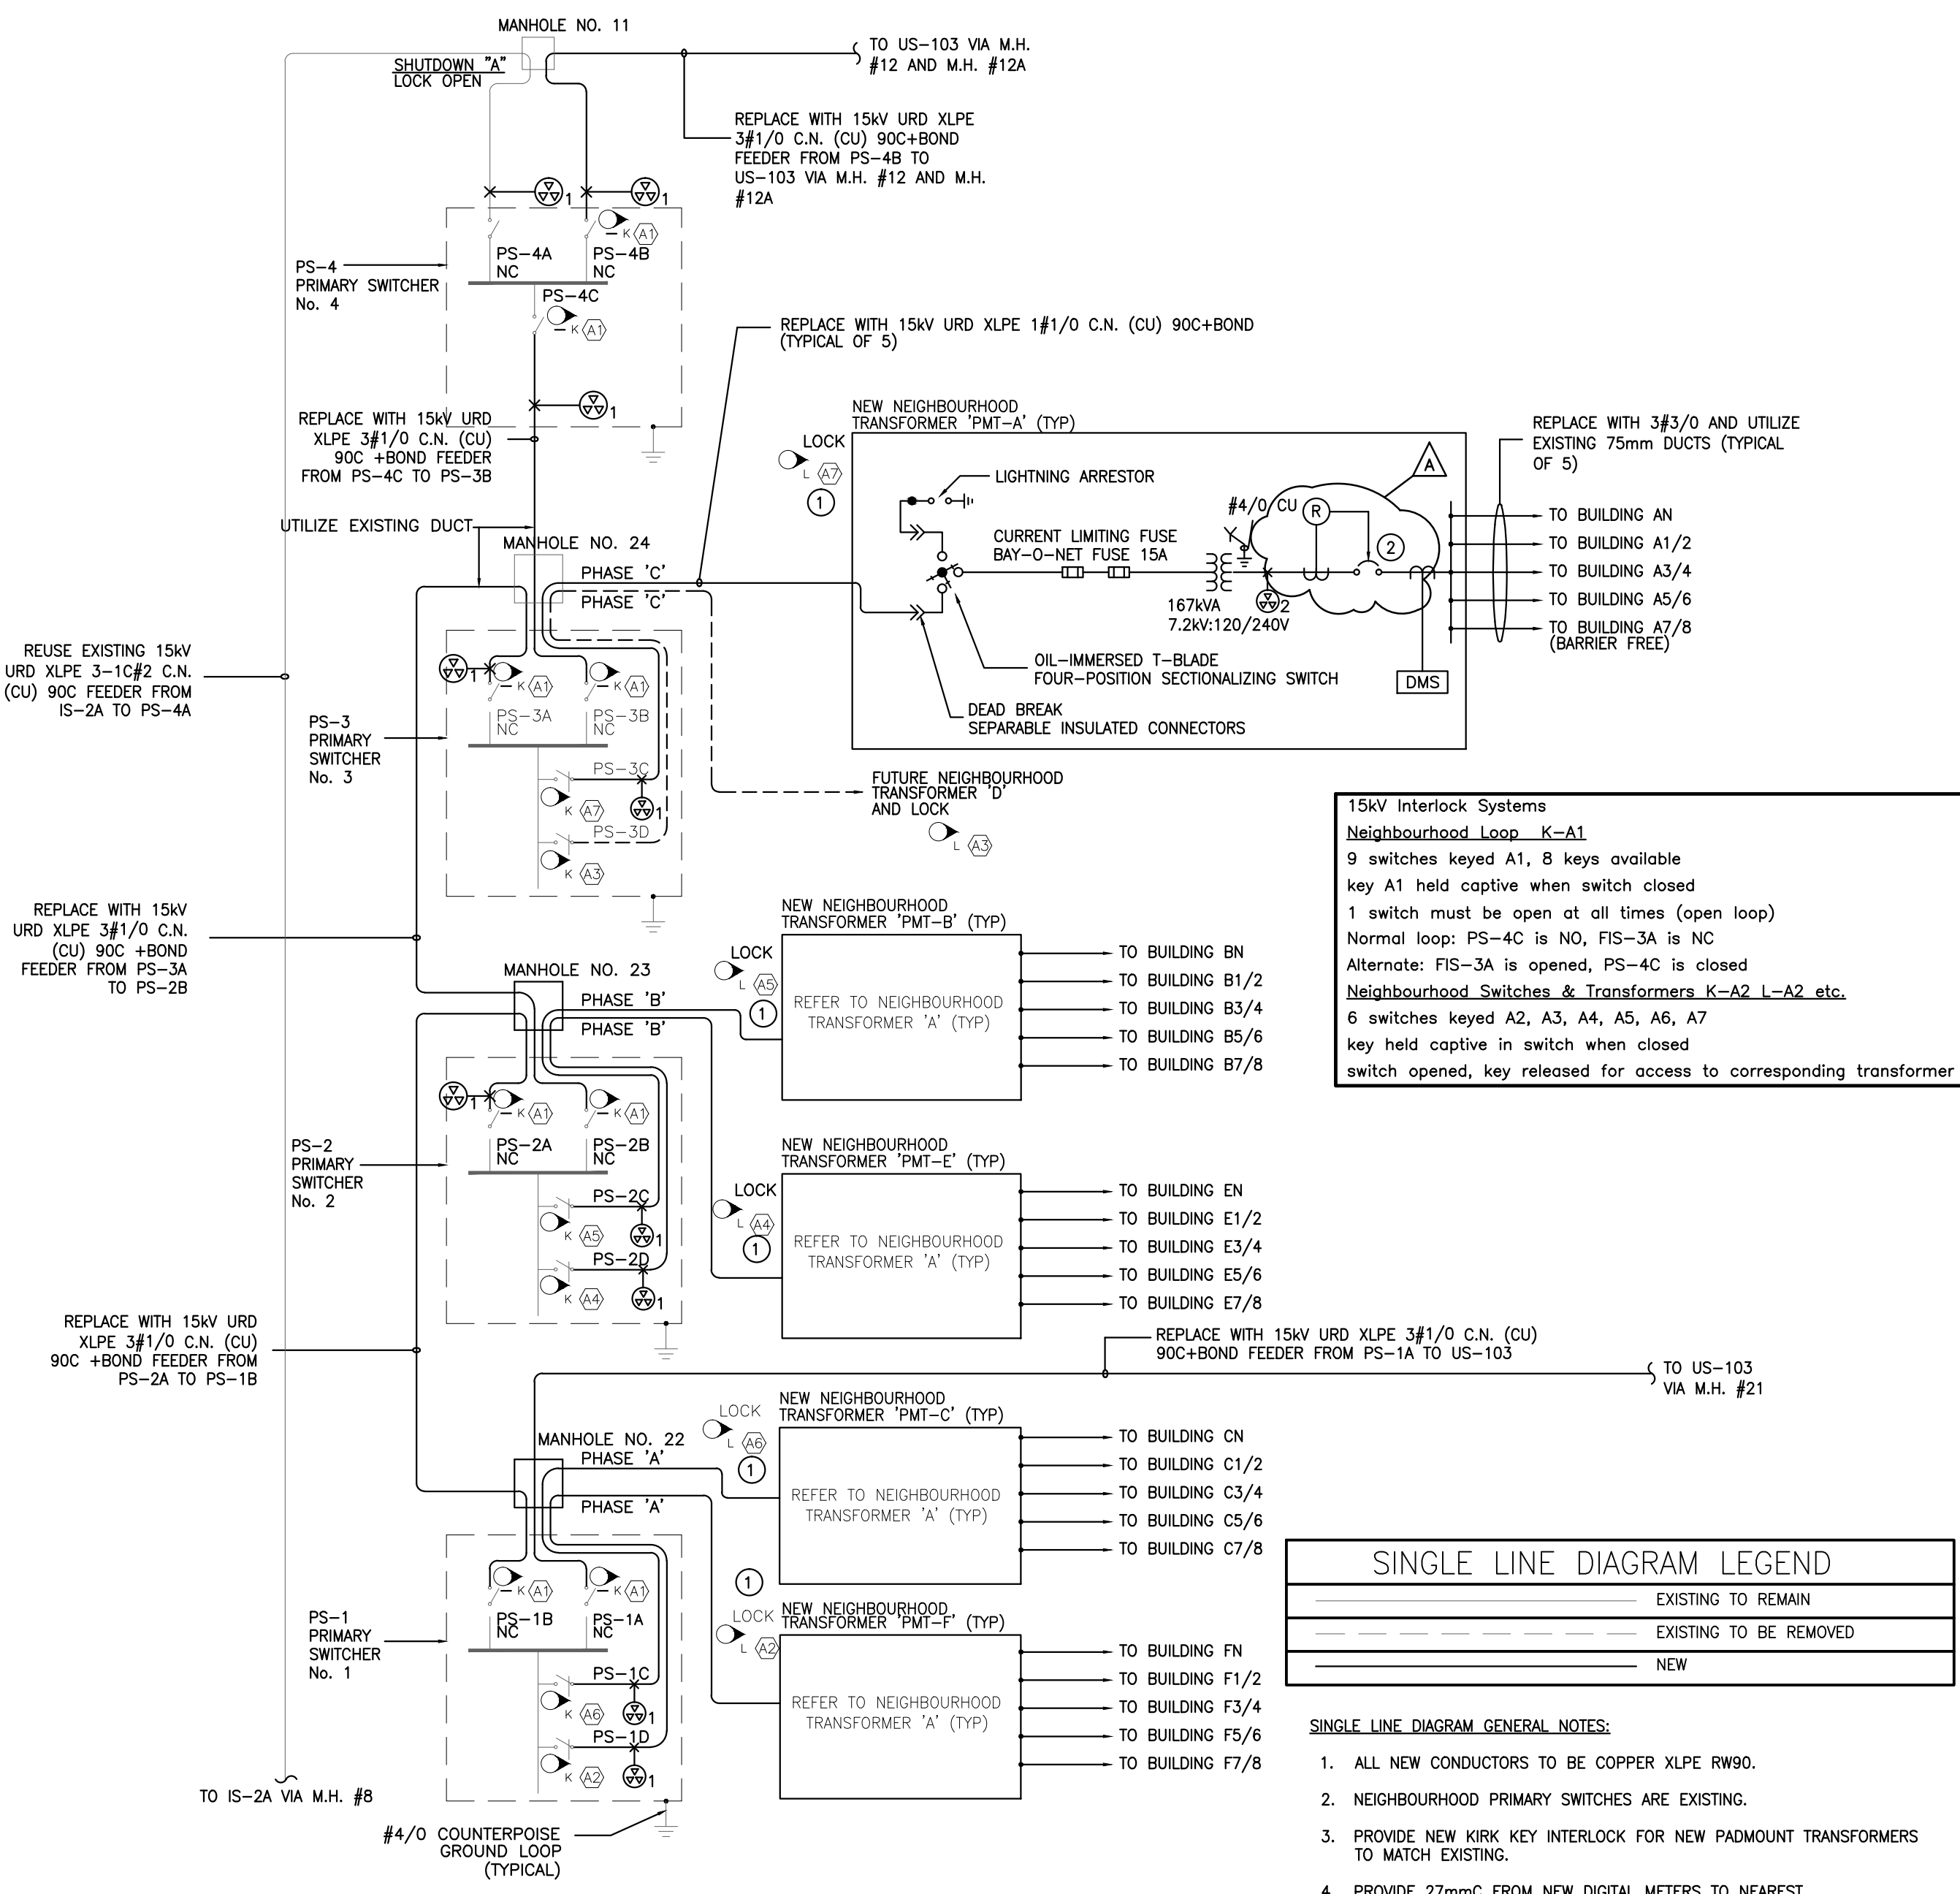 MANHOLE NO. 11
TO US-103 VIA M.H.
#12 AND M.H. #12A
SHUTDOWN "A"
LOCK OPEN
REPLACE WITH 15kV URD XLPE
3#1/0 C.N. (CU) 90C+BOND
FEEDER FROM PS-4B TO
US-103 VIA M.H. #12 AND M.H.
#12A
1
1
K A1
PS-4A
NC
PS-4B
NC
PS-4
PRIMARY SWITCHER
No. 4
PS-4C
K A1
1
REPLACE WITH 15kV URD
XLPE 3#1/0 C.N. (CU)
90C +BOND FEEDER
FROM PS-4C TO PS-3B
UTILIZE EXISTING DUCT
REPLACE WITH 15kV URD XLPE 1#1/0 C.N. (CU) 90C+BOND
(TYPICAL OF 5)
NEW NEIGHBOURHOOD
TRANSFORMER 'PMT-A' (TYP)
LOCK
L A7
1
LIGHTNING ARRESTOR
CURRENT LIMITING FUSE
BAY-O-NET FUSE 15A
#4/0 CU
R
A
2
2
167kVA
7.2kV:120/240V
DMS
OIL-IMMERSED T-BLADE
FOUR-POSITION SECTIONALIZING SWITCH
DEAD BREAK
SEPARABLE INSULATED CONNECTORS
REPLACE WITH 3#3/0 AND UTILIZE
EXISTING 75mm DUCTS (TYPICAL
OF 5)
TO BUILDING AN
TO BUILDING A1/2
TO BUILDING A3/4
TO BUILDING A5/6
TO BUILDING A7/8
(BARRIER FREE)
MANHOLE NO. 24
PHASE 'C'
PHASE 'C'
REUSE EXISTING 15kV
URD XLPE 3-1C#2 C.N.
(CU) 90C FEEDER FROM
IS-2A TO PS-4A
1
K A1
K A1
PS-3A
NC
PS-3B
NC
PS-3
PRIMARY
SWITCHER
No. 3
PS-3C
K A7
1
PS-3D
K A3
FUTURE NEIGHBOURHOOD
TRANSFORMER 'D'
AND LOCK
L A3
15kV Interlock Systems
Neighbourhood Loop K-A1
9 switches keyed A1, 8 keys available
key A1 held captive when switch closed
1 switch must be open at all times (open loop)
Normal loop: PS-4C is NO, FIS-3A is NC
Alternate: FIS-3A is opened, PS-4C is closed
Neighbourhood Switches & Transformers K-A2 L-A2 etc.
6 switches keyed A2, A3, A4, A5, A6, A7
key held captive in switch when closed
switch opened, key released for access to corresponding transformer
REPLACE WITH 15kV
URD XLPE 3#1/0 C.N.
(CU) 90C +BOND
FEEDER FROM PS-3A
TO PS-2B
MANHOLE NO. 23
PHASE 'B'
PHASE 'B'
NEW NEIGHBOURHOOD
TRANSFORMER 'PMT-B' (TYP)
LOCK
L A5
1
REFER TO NEIGHBOURHOOD
TRANSFORMER 'A' (TYP)
TO BUILDING BN
TO BUILDING B1/2
TO BUILDING B3/4
TO BUILDING B5/6
TO BUILDING B7/8
1
K A1
K A1
PS-2A
NC
PS-2B
NC
PS-2
PRIMARY
SWITCHER
No. 2
PS-2C
K A5
1
PS-2D
K A4
1
NEW NEIGHBOURHOOD
TRANSFORMER 'PMT-E' (TYP)
LOCK
L A4
1
REFER TO NEIGHBOURHOOD
TRANSFORMER 'A' (TYP)
TO BUILDING EN
TO BUILDING E1/2
TO BUILDING E3/4
TO BUILDING E5/6
TO BUILDING E7/8
REPLACE WITH 15kV URD
XLPE 3#1/0 C.N. (CU)
90C +BOND FEEDER FROM
PS-2A TO PS-1B
REPLACE WITH 15kV URD XLPE 3#1/0 C.N. (CU)
90C+BOND FEEDER FROM PS-1A TO US-103
TO US-103
VIA M.H. #21
MANHOLE NO. 22
PHASE 'A'
PHASE 'A'
NEW NEIGHBOURHOOD
TRANSFORMER 'PMT-C' (TYP)
LOCK
L A6
1
REFER TO NEIGHBOURHOOD
TRANSFORMER 'A' (TYP)
TO BUILDING CN
TO BUILDING C1/2
TO BUILDING C3/4
TO BUILDING C5/6
TO BUILDING C7/8
K A1
K A1
PS-1B
NC
PS-1A
NC
PS-1
PRIMARY
SWITCHER
No. 1
PS-1C
K A6
1
PS-1D
K A2
1
1
NEW NEIGHBOURHOOD
TRANSFORMER 'PMT-F' (TYP)
LOCK
L A2
REFER TO NEIGHBOURHOOD
TRANSFORMER 'A' (TYP)
TO BUILDING FN
TO BUILDING F1/2
TO BUILDING F3/4
TO BUILDING F5/6
TO BUILDING F7/8
TO IS-2A VIA M.H. #8
#4/0 COUNTERPOISE
GROUND LOOP
(TYPICAL)
SINGLE LINE DIAGRAM LEGEND
EXISTING TO REMAIN
EXISTING TO BE REMOVED
NEW
SINGLE LINE DIAGRAM GENERAL NOTES:
1. ALL NEW CONDUCTORS TO BE COPPER XLPE RW90.
2. NEIGHBOURHOOD PRIMARY SWITCHES ARE EXISTING.
3. PROVIDE NEW KIRK KEY INTERLOCK FOR NEW PADMOUNT TRANSFORMERS
TO MATCH EXISTING.
4. PROVIDE 27mmC FROM NEW DIGITAL METERS TO NEAREST